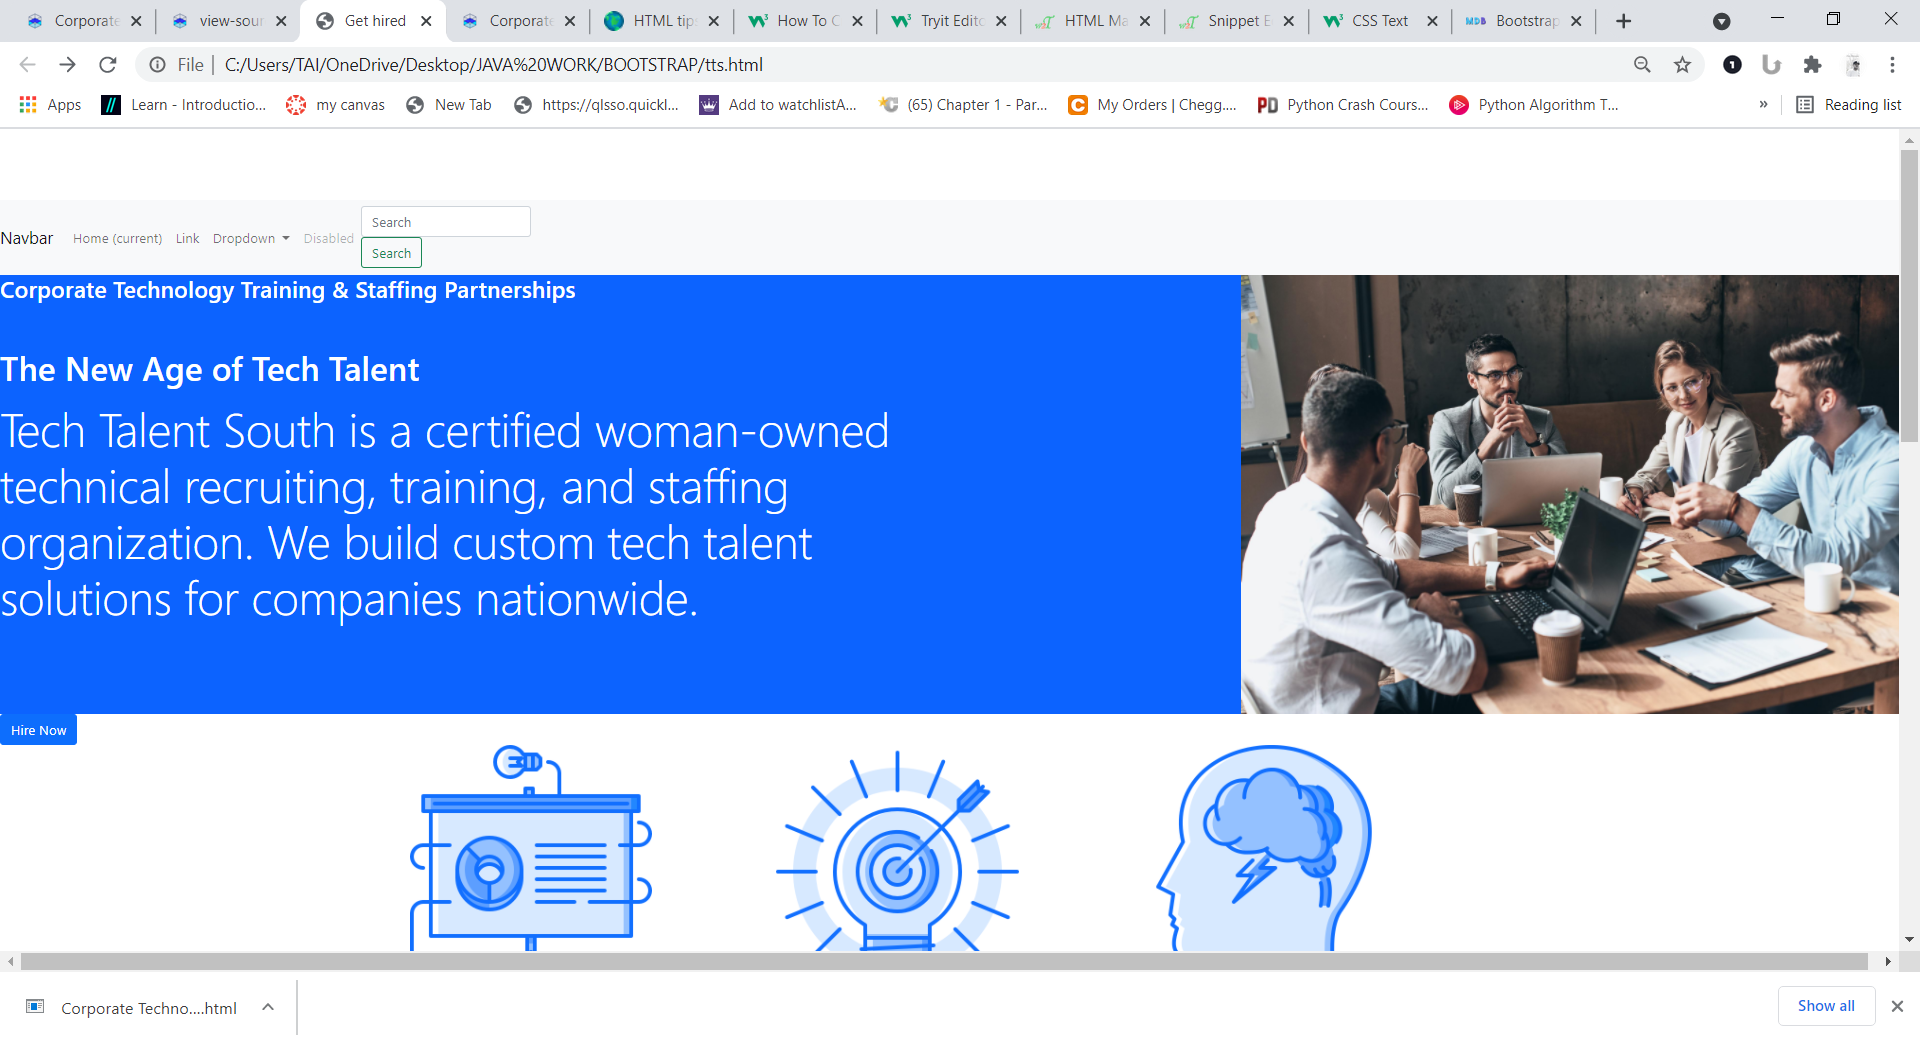 Corporate
view-sour
Get hired
Corporate
HTML tip
How To C
Tryit Edito
HTML Ma
Snippet E
CSS Text
Bootstrap
File
C:/Users/TAI/OneDrive/Desktop/JAVA%20WORK/BOOTSTRAP/tts.html
Apps
Learn - Introductio...
my canvas
New Tab
https://qlsso.quickl...
Add to watchlistA...
(65) Chapter 1 - Par...
My Orders | Chegg....
Python Crash Cours...
Python Algorithm T...
»
Reading list
Navbar
Home (current)
Link
Dropdown
Disabled
Search
Search
Corporate Technology Training & Staffing Partnerships
The New Age of Tech Talent
Tech Talent South is a certified woman-owned
technical recruiting, training, and staffing
organization. We build custom tech talent
solutions for companies nationwide.
Hire Now
Corporate Techno....html
Show all